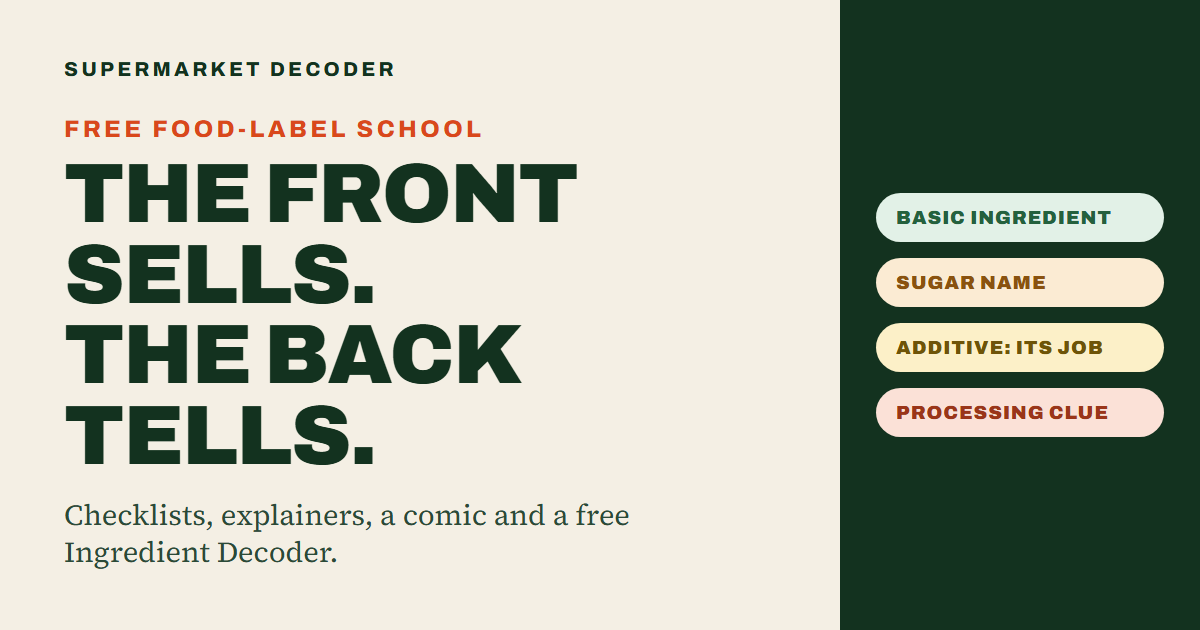 SUPERMARKET DECODER
FREE FOOD-LABEL SCHOOL
THE FRONT
SELLS.
THE BACK
TELLS.
Checklists, explainers, a comic and a free
Ingredient Decoder.
BASIC INGREDIENT
SUGAR NAME
ADDITIVE: ITS JOB
PROCESSING CLUE